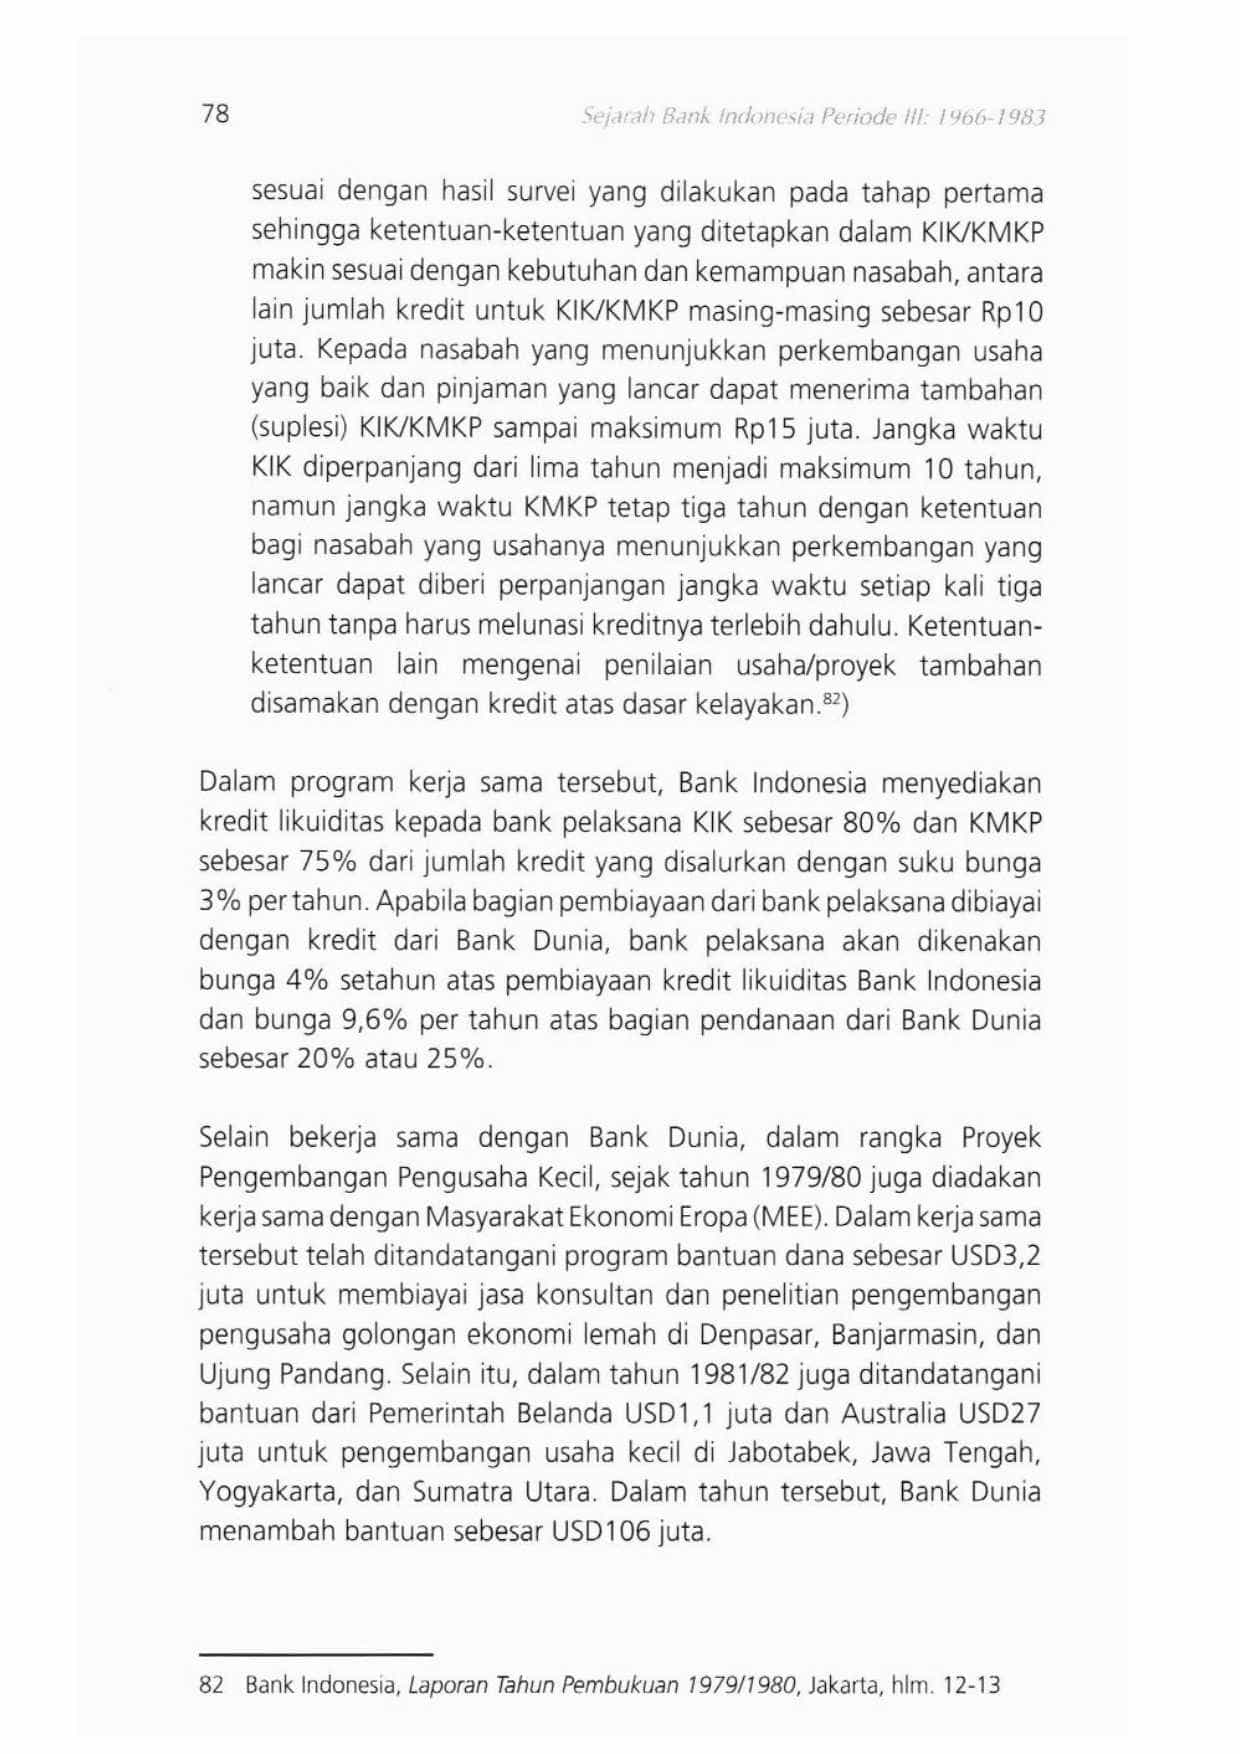 78
Sejarah Bank Indonesia Periode III: 1966-1983
sesuai dengan hasil survei yang dilakukan pada tahap pertama
sehingga ketentuan-ketentuan yang ditetapkan dalam KIK/KMKP
makin sesuai dengan kebutuhan dan kemampuan nasabah, antara
lain jumlah kredit untuk KIK/KMKP masing-masing sebesar Rp10
juta. Kepada nasabah yang menunjukkan perkembangan usaha
yang baik dan pinjaman yang lancar dapat menerima tambahan
(suplesi) KIK/KMKP sampai maksimum Rp15 juta. Jangka waktu
KIK diperpanjang dari lima tahun menjadi maksimum 10 tahun,
namun jangka waktu KMKP tetap tiga tahun dengan ketentuan
bagi nasabah yang usahanya menunjukkan perkembangan yang
lancar dapat diberi perpanjangan jangka waktu setiap kali tiga
tahun tanpa harus melunasi kreditnya terlebih dahulu. Ketentuan-
ketentuan lain mengenai penilaian usaha/proyek tambahan
disamakan dengan kredit atas dasar kelayakan.⁸²)
Dalam program kerja sama tersebut, Bank Indonesia menyediakan
kredit likuiditas kepada bank pelaksana KIK sebesar 80% dan KMKP
sebesar 75% dari jumlah kredit yang disalurkan dengan suku bunga
3% per tahun. Apabila bagian pembiayaan dari bank pelaksana dibiayai
dengan kredit dari Bank Dunia, bank pelaksana akan dikenakan
bunga 4% setahun atas pembiayaan kredit likuiditas Bank Indonesia
dan bunga 9,6% per tahun atas bagian pendanaan dari Bank Dunia
sebesar 20% atau 25%.
Selain bekerja sama dengan Bank Dunia, dalam rangka Proyek
Pengembangan Pengusaha Kecil, sejak tahun 1979/80 juga diadakan
kerja sama dengan Masyarakat Ekonomi Eropa (MEE). Dalam kerja sama
tersebut telah ditandatangani program bantuan dana sebesar USD3,2
juta untuk membiayai jasa konsultan dan penelitian pengembangan
pengusaha golongan ekonomi lemah di Denpasar, Banjarmasin, dan
Ujung Pandang. Selain itu, dalam tahun 1981/82 juga ditandatangani
bantuan dari Pemerintah Belanda USD1,1 juta dan Australia USD27
juta untuk pengembangan usaha kecil di Jabotabek, Jawa Tengah,
Yogyakarta, dan Sumatra Utara. Dalam tahun tersebut, Bank Dunia
menambah bantuan sebesar USD106 juta.
82 Bank Indonesia, Laporan Tahun Pembukuan 1979/1980, Jakarta, hlm. 12-13